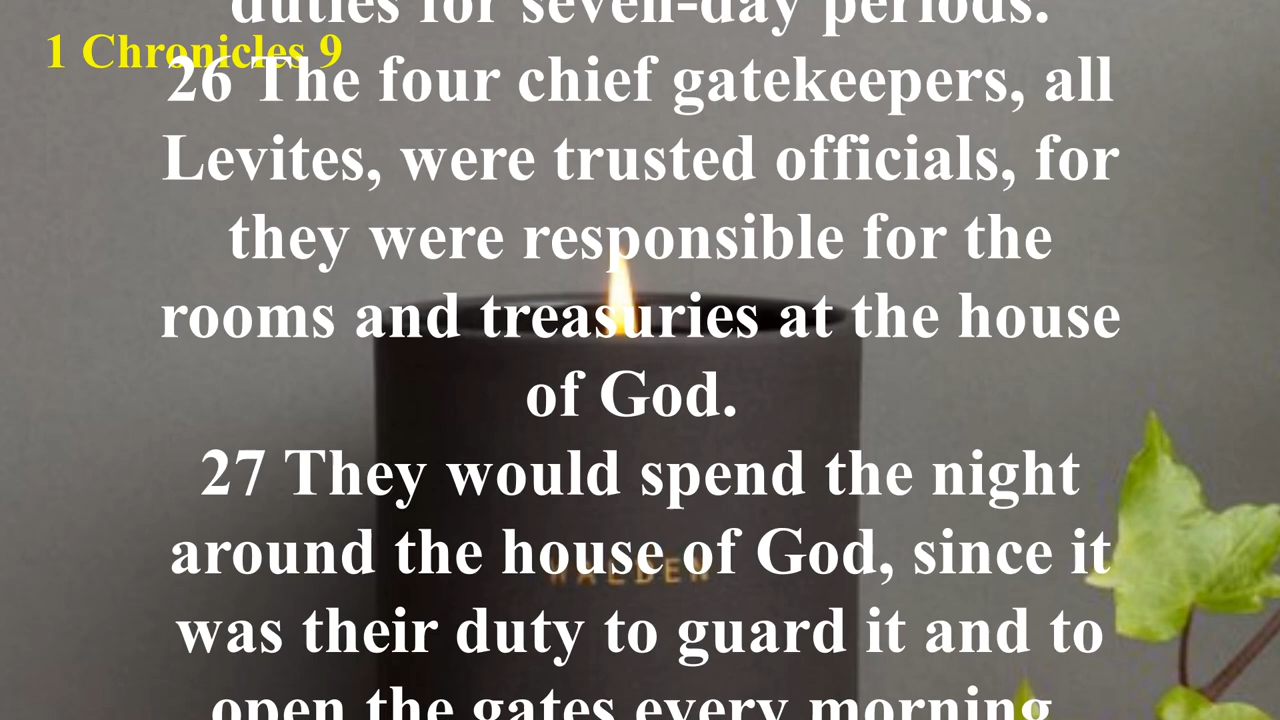 duties for seven-day periods.
1 Chronicles 9
26 The four chief gatekeepers, all
Levites, were trusted officials, for
they were responsible for the
rooms and treasuries at the house
of God.
27 They would spend the night
around the house of God, since it
was their duty to guard it and to
open the gates every morning